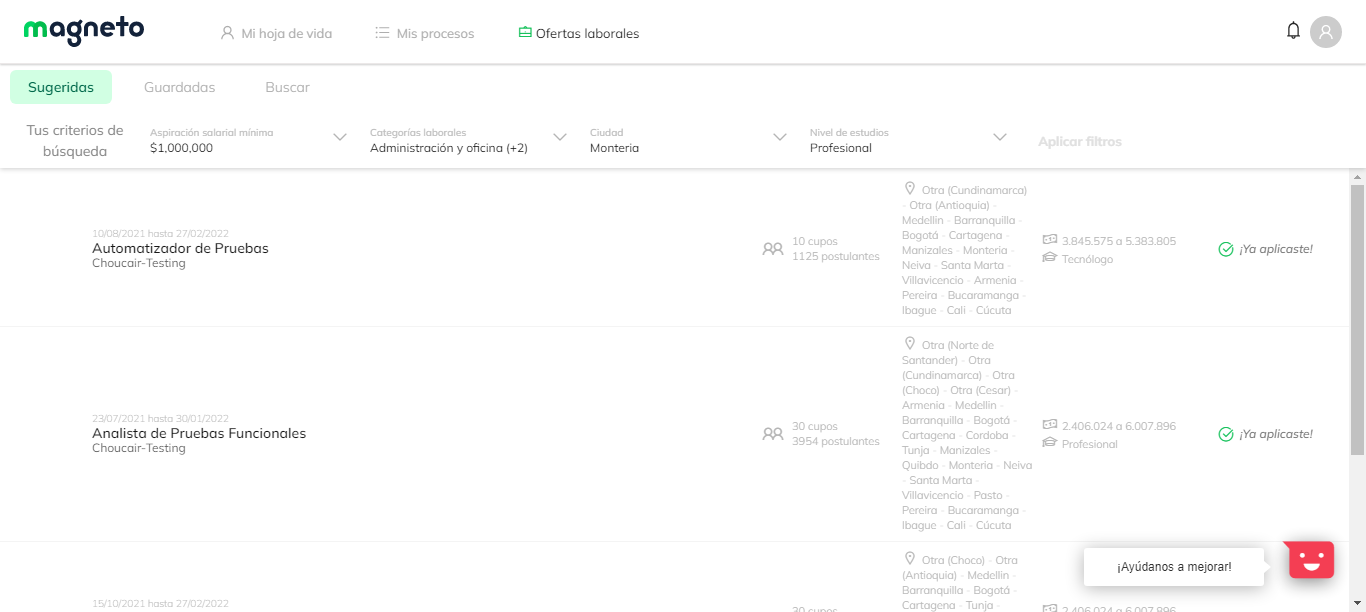 magneto
Mi hoja de vida
Mis procesos
Ofertas laborales
Sugeridas
Guardadas
Buscar
Tus criterios de
búsqueda
Aspiración salarial mínima
$1,000,000
Categorías laborales
Administración y oficina (+2)
Ciudad
Monteria
Nivel de estudios
Profesional
Aplicar filtros
10/08/2021 hasta 27/02/2022
Automatizador de Pruebas
Choucair-Testing
10 cupos
1125 postulantes
Otra (Cundinamarca)
- Otra (Antioquia) -
Medellin - Barranquilla -
Bogotá - Cartagena -
Manizales - Monteria -
Neiva - Santa Marta -
Villavicencio - Armenia -
Pereira - Bucaramanga -
Ibague - Cali - Cúcuta
3.845.575 a 5.383.805
Tecnólogo
¡Ya aplicaste!
23/07/2021 hasta 30/01/2022
Analista de Pruebas Funcionales
Choucair-Testing
30 cupos
3954 postulantes
Otra (Norte de
Santander) - Otra
(Cundinamarca) - Otra
(Choco) - Otra (Cesar) -
Armenia - Medellin -
Barranquilla - Bogotá -
Cartagena - Cordoba -
Tunja - Manizales -
Quibdo - Monteria - Neiva
- Santa Marta -
Villavicencio - Pasto -
Pereira - Bucaramanga -
Ibague - Cali - Cúcuta
2.406.024 a 6.007.896
Profesional
¡Ya aplicaste!
15/10/2021 hasta 27/02/2022
30 cupos
Otra (Choco) - Otra
(Antioquia) - Medellin -
Barranquilla - Bogotá -
Cartagena - Tunja -
2.406.024 a 6.007.896
¡Ayúdanos a mejorar!